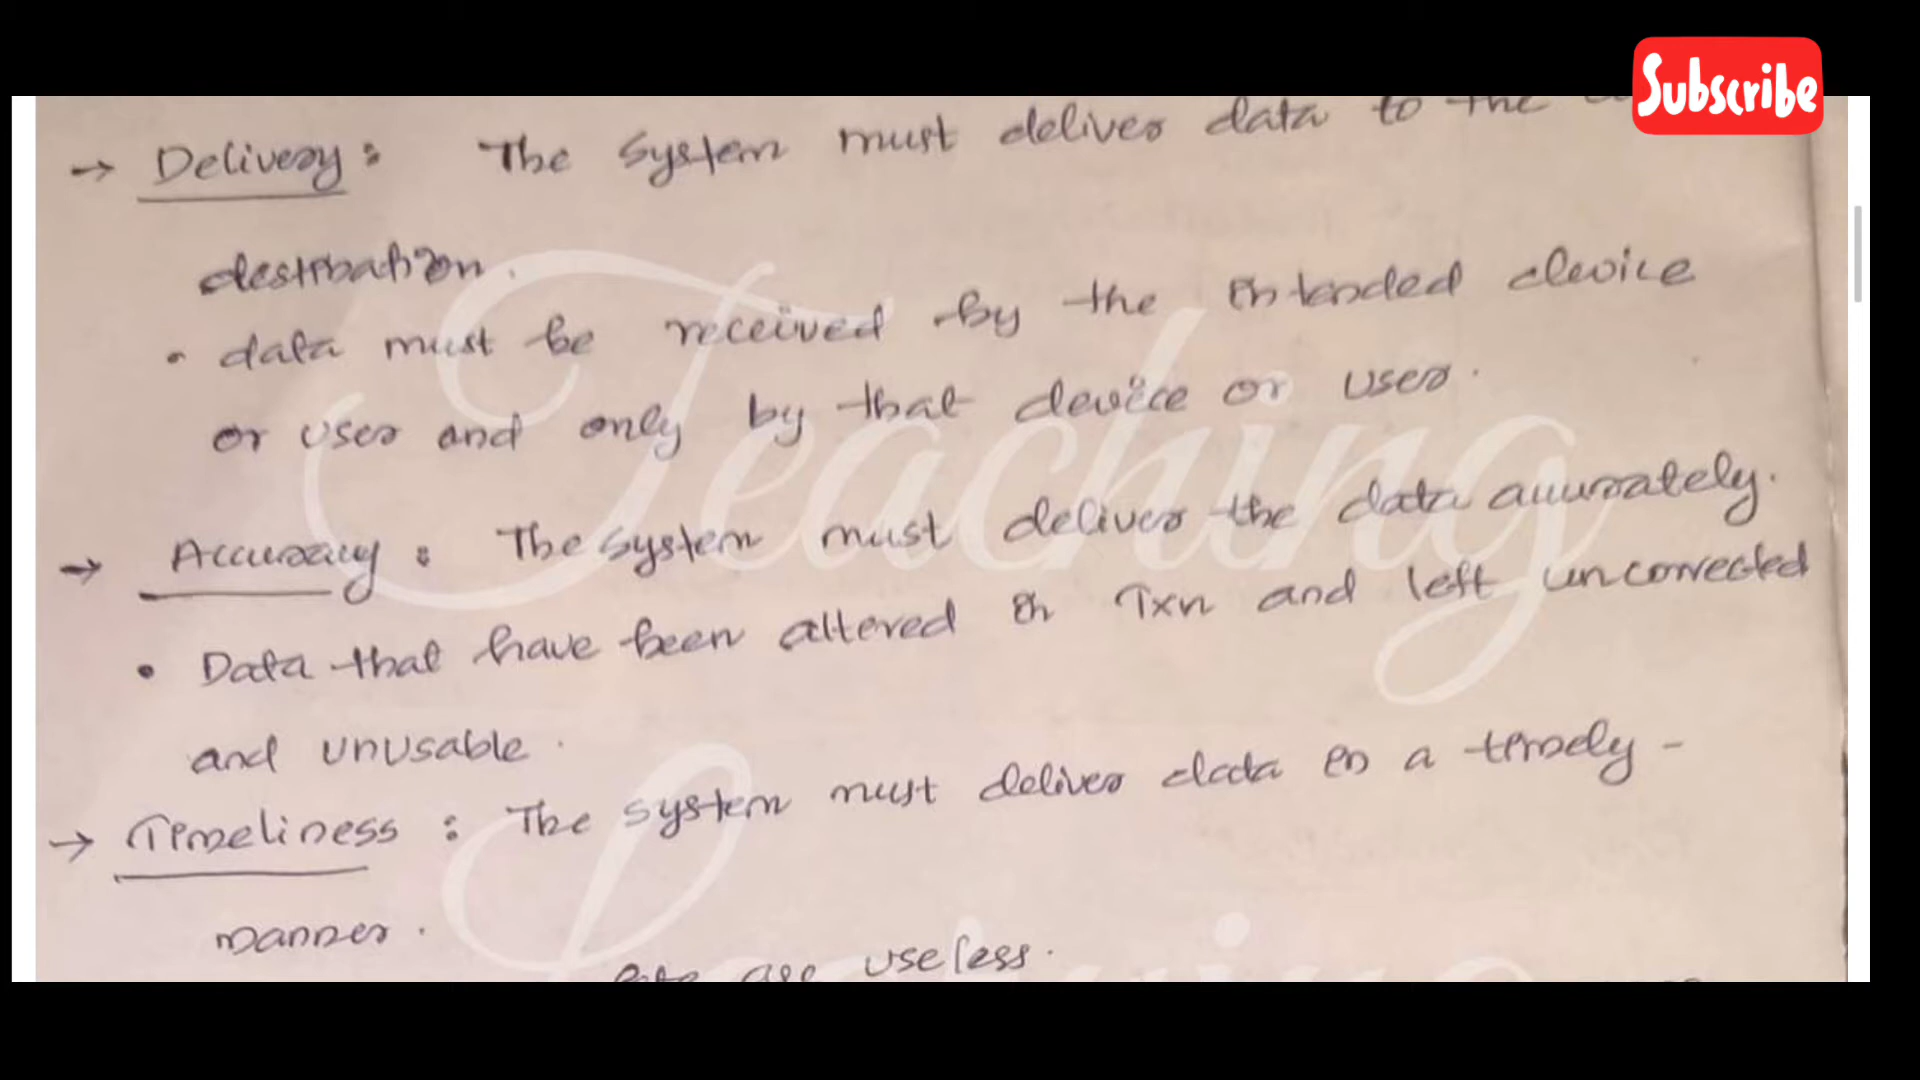 Subscribe
→ Delivery: The System must deliver data to the
destination.
• data must be received by the intended device
or user and only by that device or user.
→ Accuracy: The system must deliver the data accurately.
• Data that have been altered in Txn and left uncorrected
and unusable.
→ Timeliness: The system must deliver data in a timely -
manner.
are useless.
Teaching